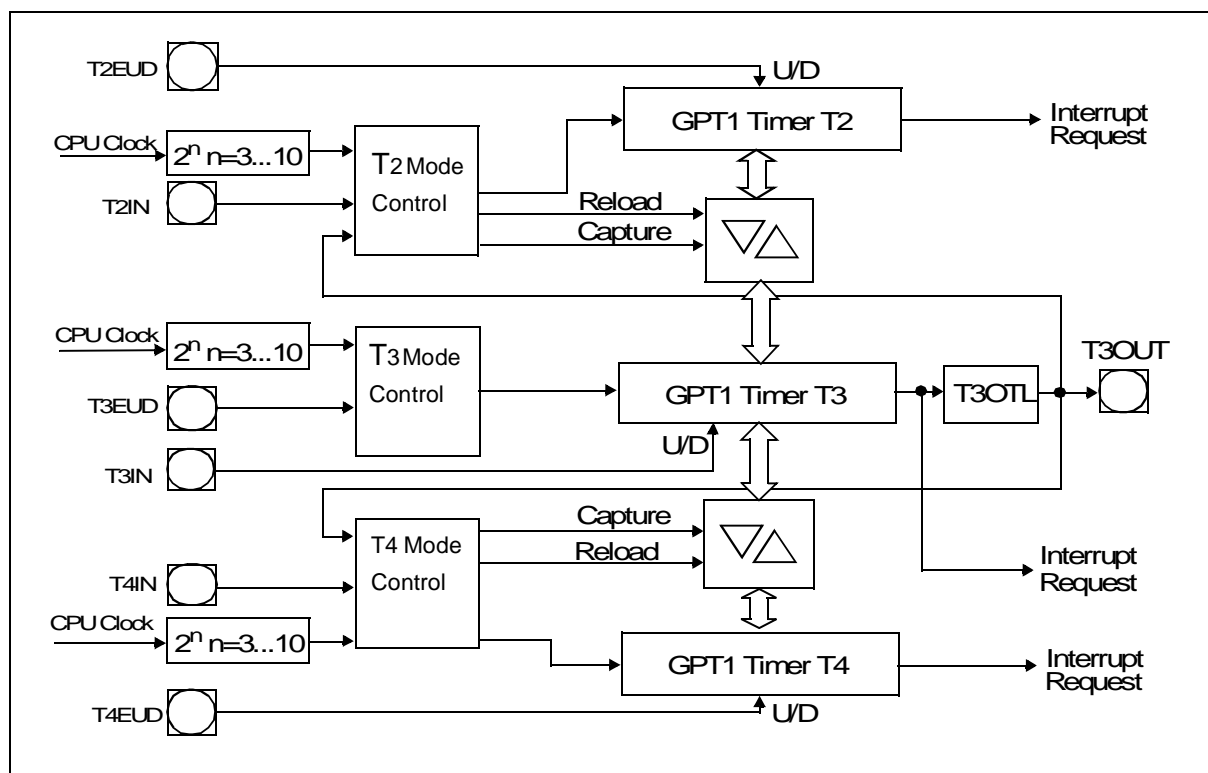 T2EUD
U/D
GPT1 Timer T2
Interrupt
Request
CPU Clock
2ⁿ n=3...10
T2 Mode
Control
T2IN
Reload
Capture
CPU Clock
2ⁿ n=3...10
T3 Mode
Control
T3OUT
GPT1 Timer T3
T3OTL
T3EUD
U/D
T3IN
Capture
T4 Mode
Control
Reload
Interrupt
Request
T4IN
CPU Clock
2ⁿ n=3...10
GPT1 Timer T4
Interrupt
Request
T4EUD
U/D